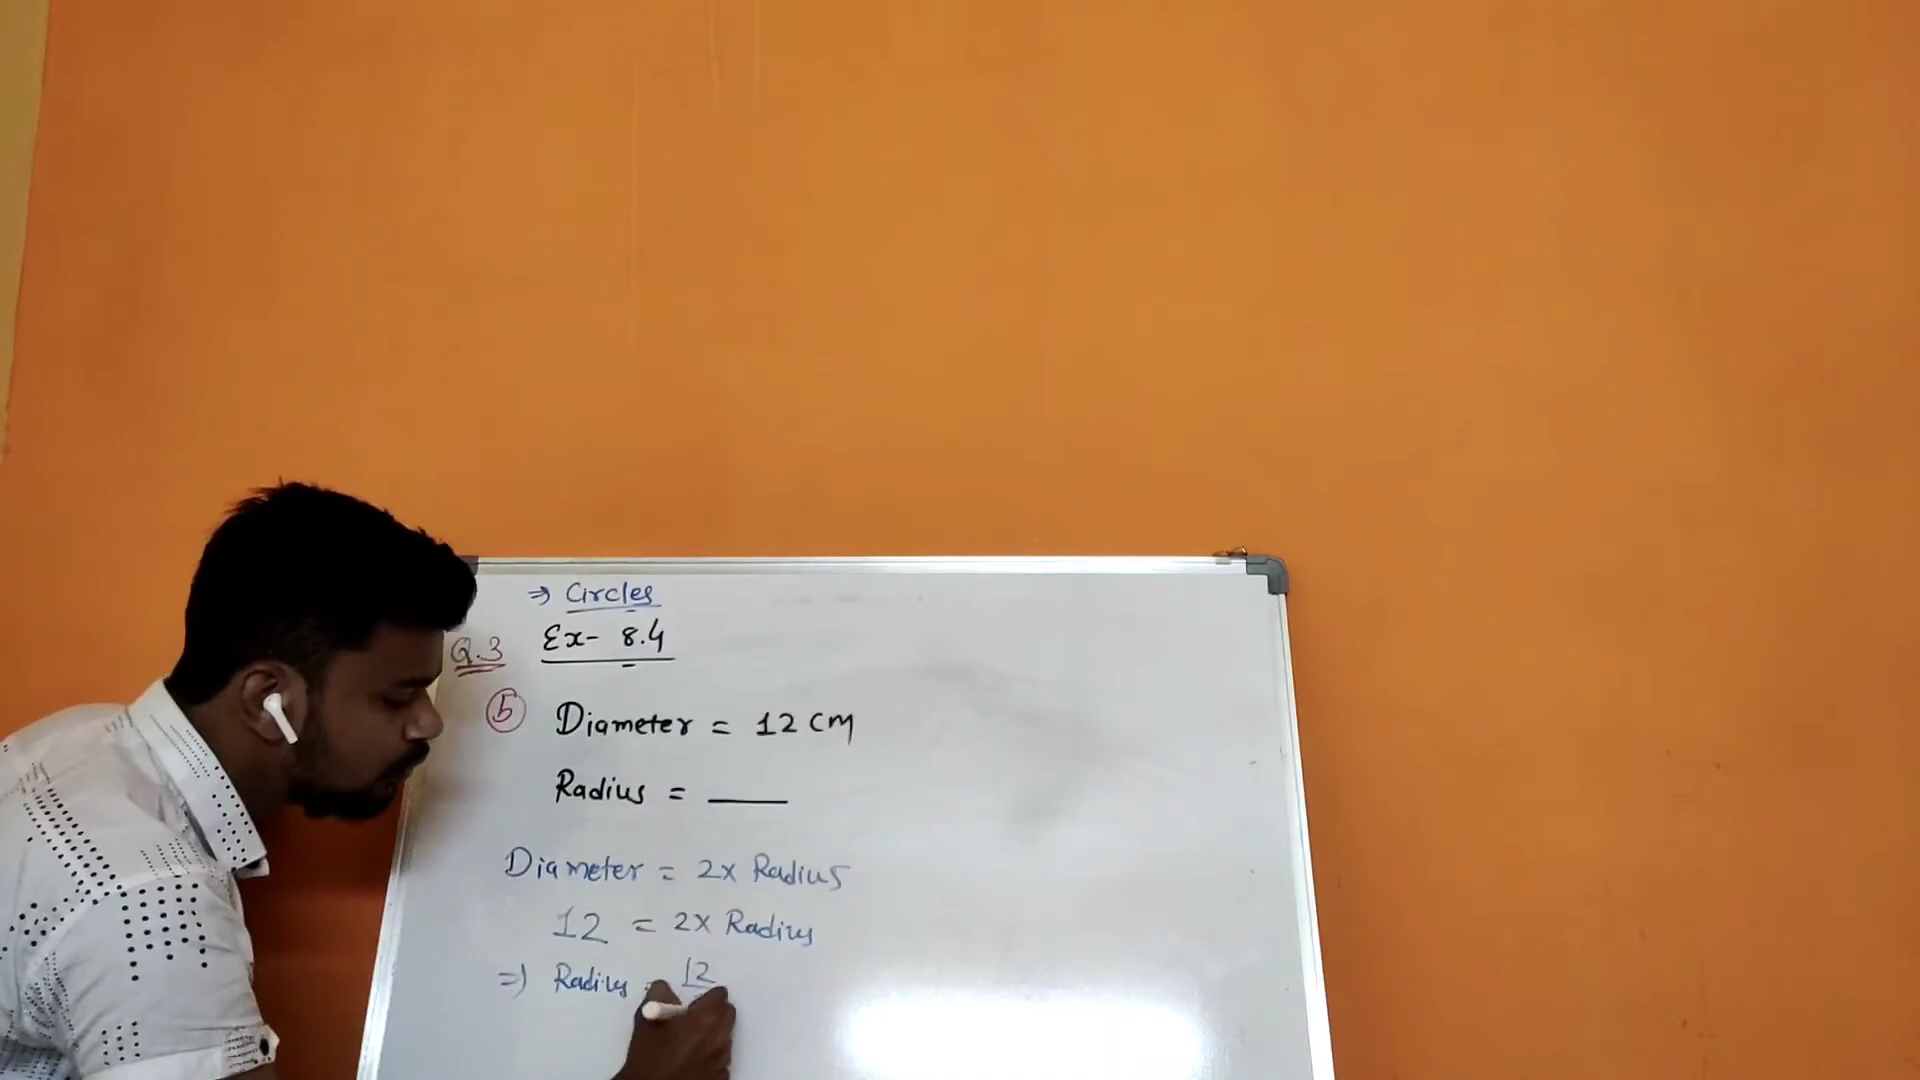 ⇒ Circles
Ex- 8.4
Q.3
5 Diameter = 12 cm
Radius = ____
Diameter = 2x Radius
12 = 2x Radius
=) Radius = 12